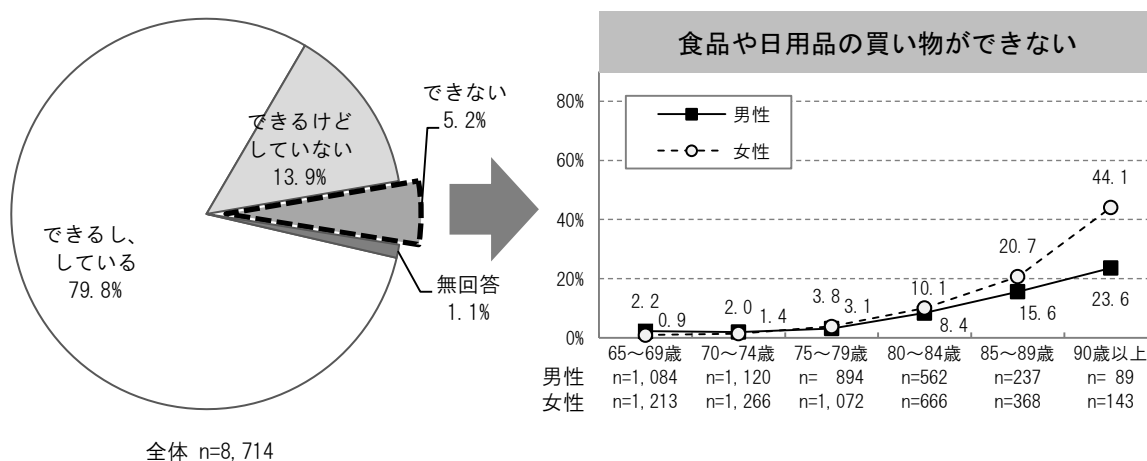 できるし、
している
79.8%
できるけど
していない
13.9%
できない
5.2%
無回答
1.1%
全体 n=8,714
食品や日用品の買い物ができない
80%
60%
40%
20%
0%
男性
女性
2.2
0.9
2.0
1.4
3.8
3.1
10.1
8.4
20.7
15.6
44.1
23.6
65～69歳 70～74歳 75～79歳 80～84歳 85～89歳 90歳以上
男性 n=1,084 n=1,120 n= 894 n=562 n=237 n= 89
女性 n=1,213 n=1,266 n=1,072 n=666 n=368 n=143